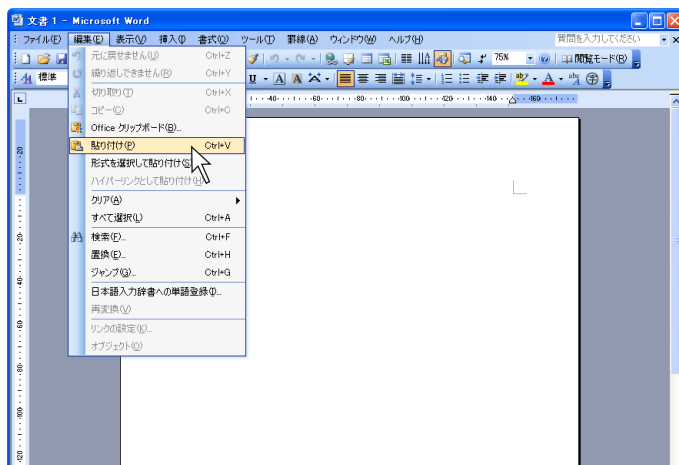 文書 1 - Microsoft Word
ファイル(F) 編集(E) 表示(V) 挿入(I) 書式(O) ツール(T) 罫線(A) ウィンドウ(W) ヘルプ(H) 質問を入力してください
75% 閲覧モード(R)
標準
元に戻せません(U) Ctrl+Z
繰り返しできません(R) Ctrl+Y
切り取り(T) Ctrl+X
コピー(C) Ctrl+C
Office クリップボード(B)...
貼り付け(P) Ctrl+V
形式を選択して貼り付け(S)
ハイパーリンクとして貼り付け(H)
クリア(A)
すべて選択(L) Ctrl+A
検索(F)... Ctrl+F
置換(E)... Ctrl+H
ジャンプ(G)... Ctrl+G
日本語入力辞書への単語登録(I)...
再変換(V)
リンクの設定(K)...
オブジェクト(O)